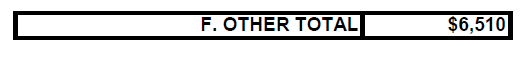 F. OTHER TOTAL $6,510